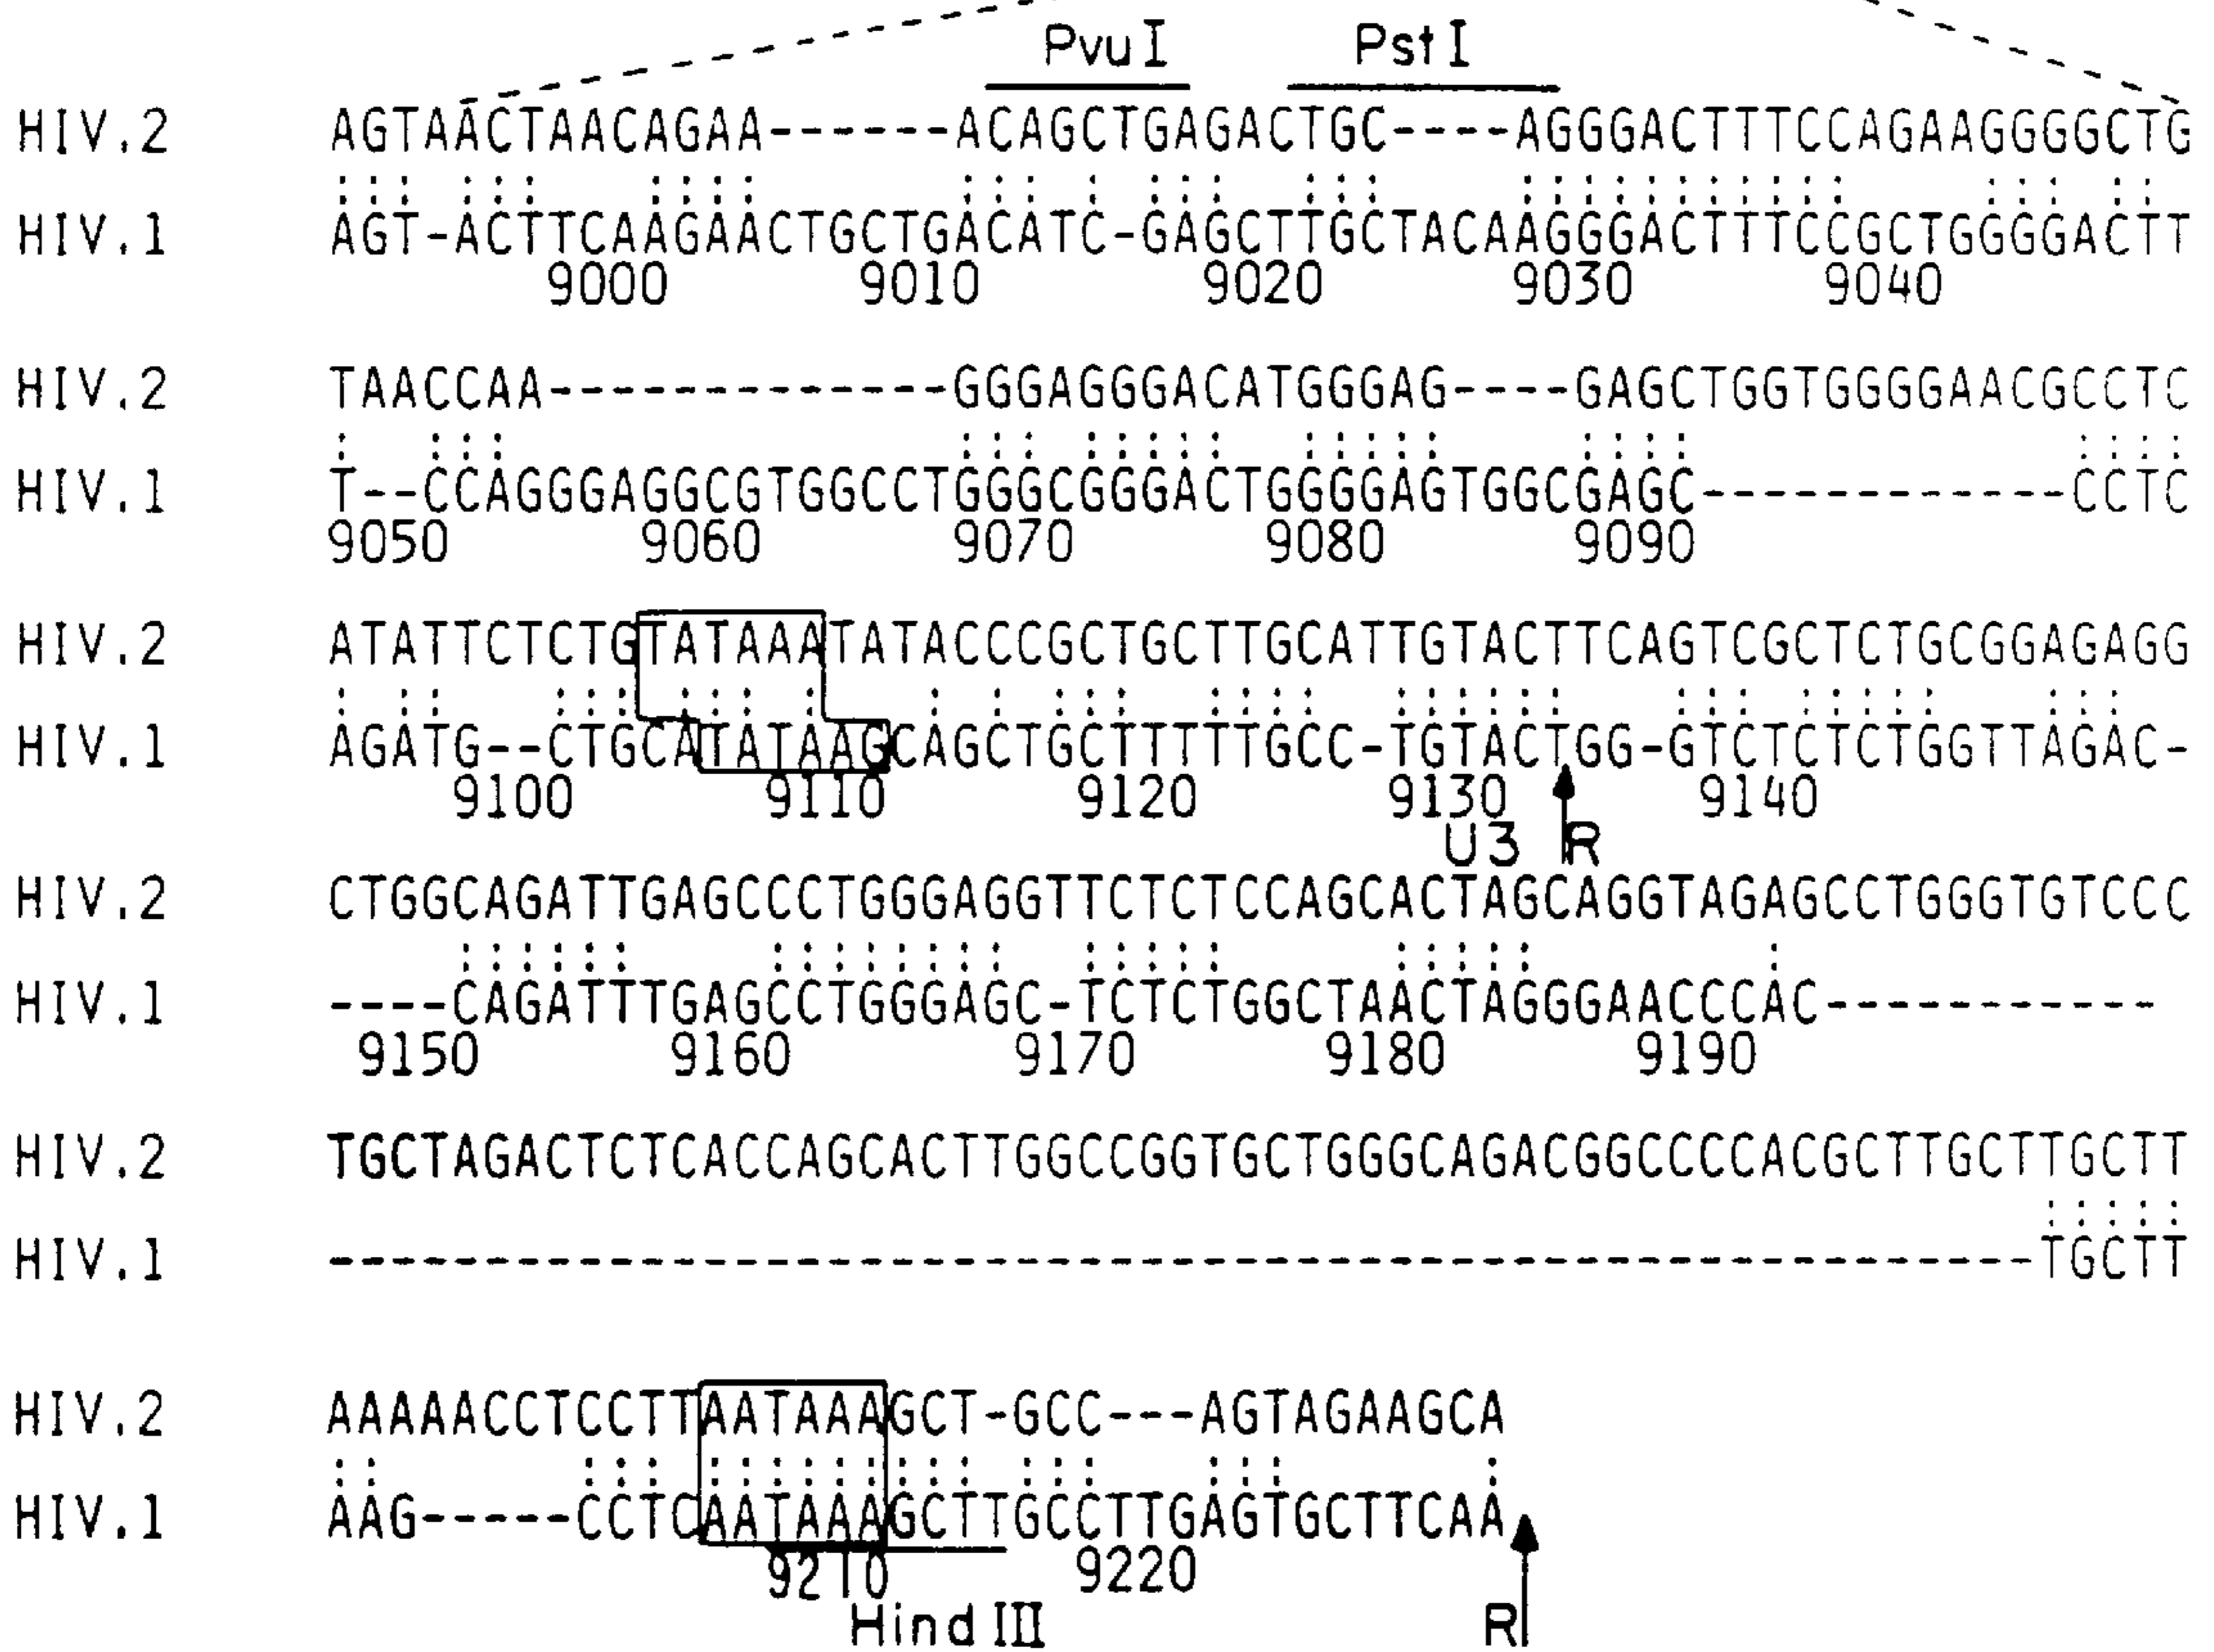 PvuI PstI
HIV.2 AGTAACTAACAGAA------ACAGCTGAGACTGC----AGGGACTTTCCAGAAGGGGCTG
HIV.1 AGT-ACTTCAAGAACTGCTGACATC-GAGCTTGCTACAAGGGACTTTCCGCTGGGGACTT
9000 9010 9020 9030 9040
HIV.2 TAACCAA-------------GGGAGGGACATGGGAG----GAGCTGGTGGGGAACGCCTC
HIV.1 T--CCAGGGAGGCGTGGCCTGGGCGGGACTGGGGAGTGGCGAGC------------CCTC
9050 9060 9070 9080 9090
HIV.2 ATATTCTCTGTATAAATATACCCGCTGCTTGCATTGTACTTCAGTCGCTCTGCGGAGAGG
HIV.1 AGATG--CTGCATATAAGCAGCTGCTTTTTGCC-TGTACTGG-GTCTCTCTGGTTAGAC-
9100 9110 9120 9130 9140
U3 R
HIV.2 CTGGCAGATTGAGCCCTGGGAGGTTCTCTCCAGCACTAGCAGGTAGAGCCTGGGTGTCCC
HIV.1 ----CAGATTTGAGCCTGGGAGC-TCTCTGGCTAACTAGGGAACCCAC-----------
9150 9160 9170 9180 9190
HIV.2 TGCTAGACTCTCACCAGCACTTGGCCGGTGCTGGGCAGACGGCCCCACGCTTGCTTGCTT
HIV.1 -------------------------------------------------------TGCTT
HIV.2 AAAAACCTCCTTAATAAAGCT-GCC---AGTAGAAGCA
HIV.1 AAG-----CCTCAATAAAGCTTGCCTTGAGTGCTTCAA
9210 9220
Hind III R